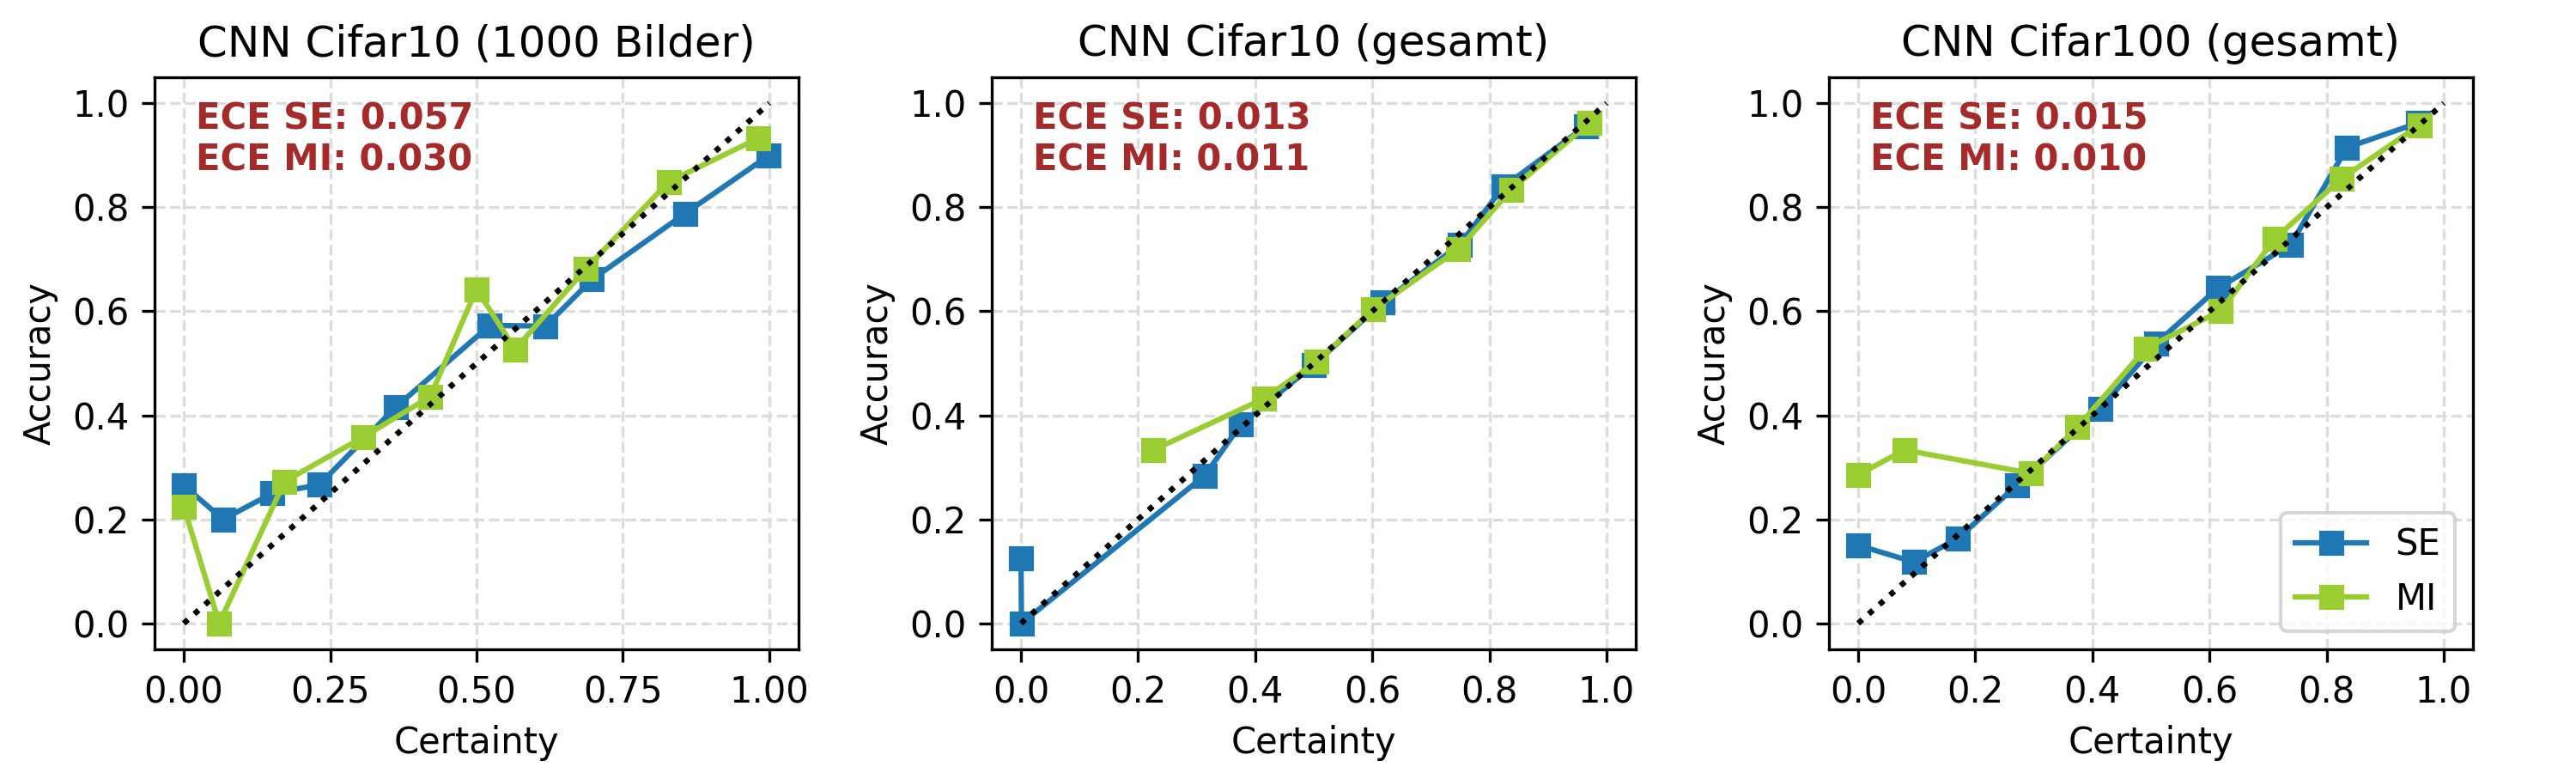 CNN Cifar10 (1000 Bilder)
ECE SE: 0.057
ECE MI: 0.030
1.0
0.8
0.6
0.4
0.2
0.0
Accuracy
0.00 0.25 0.50 0.75 1.00
Certainty
CNN Cifar10 (gesamt)
ECE SE: 0.013
ECE MI: 0.011
1.0
0.8
0.6
0.4
0.2
0.0
Accuracy
0.0 0.2 0.4 0.6 0.8 1.0
Certainty
CNN Cifar100 (gesamt)
ECE SE: 0.015
ECE MI: 0.010
1.0
0.8
0.6
0.4
0.2
0.0
Accuracy
SE
MI
0.0 0.2 0.4 0.6 0.8 1.0
Certainty